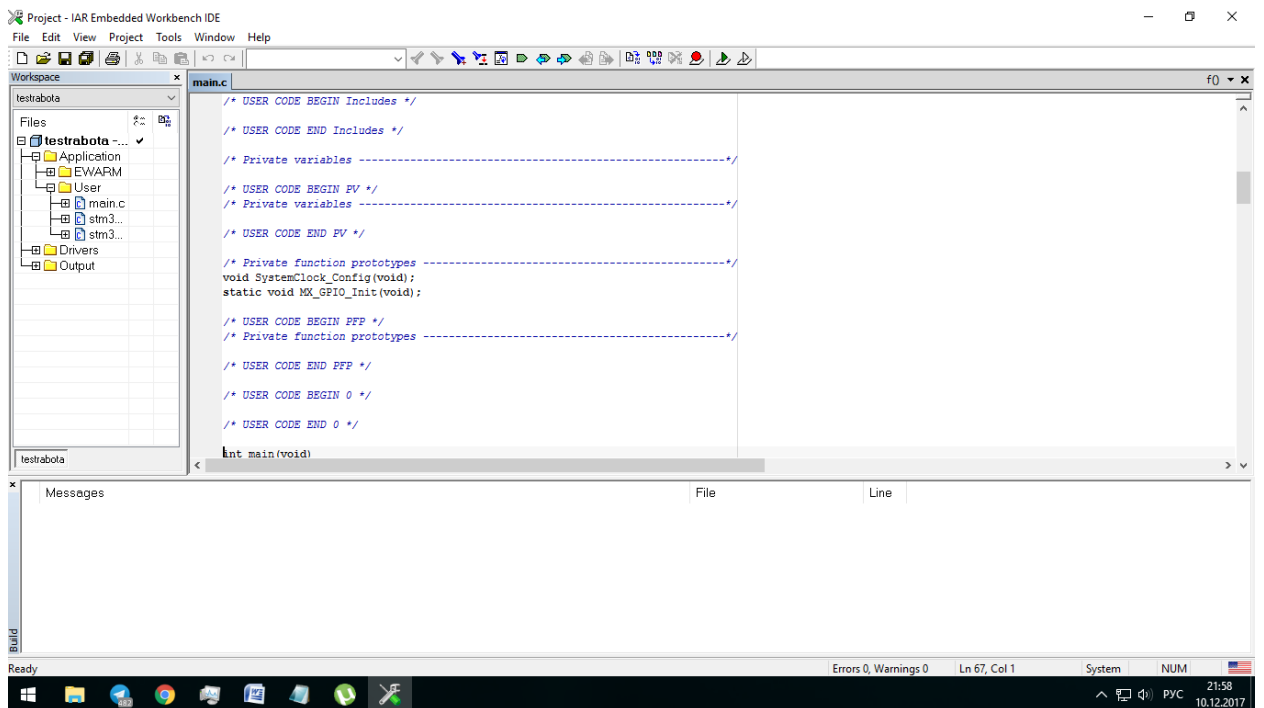 Project - IAR Embedded Workbench IDE
File Edit View Project Tools Window Help
Workspace
testrabota
Files
testrabota -...
Application
EWARM
User
main.c
stm3...
stm3...
Drivers
Output
testrabota
main.c
f()
/* USER CODE BEGIN Includes */
/* USER CODE END Includes */
/* Private variables ---------------------------------------------------------*/
/* USER CODE BEGIN PV */
/* Private variables ---------------------------------------------------------*/
/* USER CODE END PV */
/* Private function prototypes -----------------------------------------------*/
void SystemClock_Config(void);
static void MX_GPIO_Init(void);
/* USER CODE BEGIN PFP */
/* Private function prototypes -----------------------------------------------*/
/* USER CODE END PFP */
/* USER CODE BEGIN 0 */
/* USER CODE END 0 */
int main(void)
Messages File Line
Build
Ready Errors 0, Warnings 0 Ln 67, Col 1 System NUM
482
РУС
21:58
10.12.2017